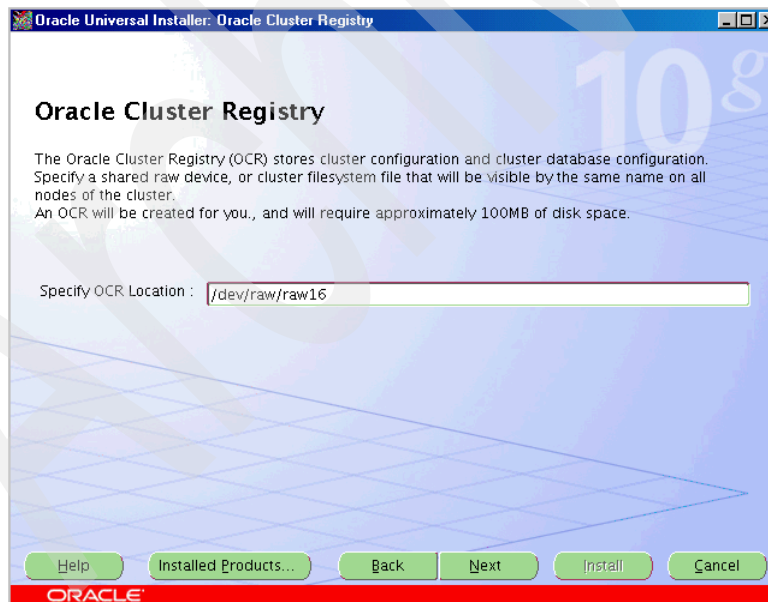 Oracle Universal Installer: Oracle Cluster Registry
10g
Oracle Cluster Registry
The Oracle Cluster Registry (OCR) stores cluster configuration and cluster database configuration.
Specify a shared raw device, or cluster filesystem file that will be visible by the same name on all
nodes of the cluster.
An OCR will be created for you., and will require approximately 100MB of disk space.
Specify OCR Location : /dev/raw/raw16
Help Installed Products... Back Next Install Cancel
ORACLE